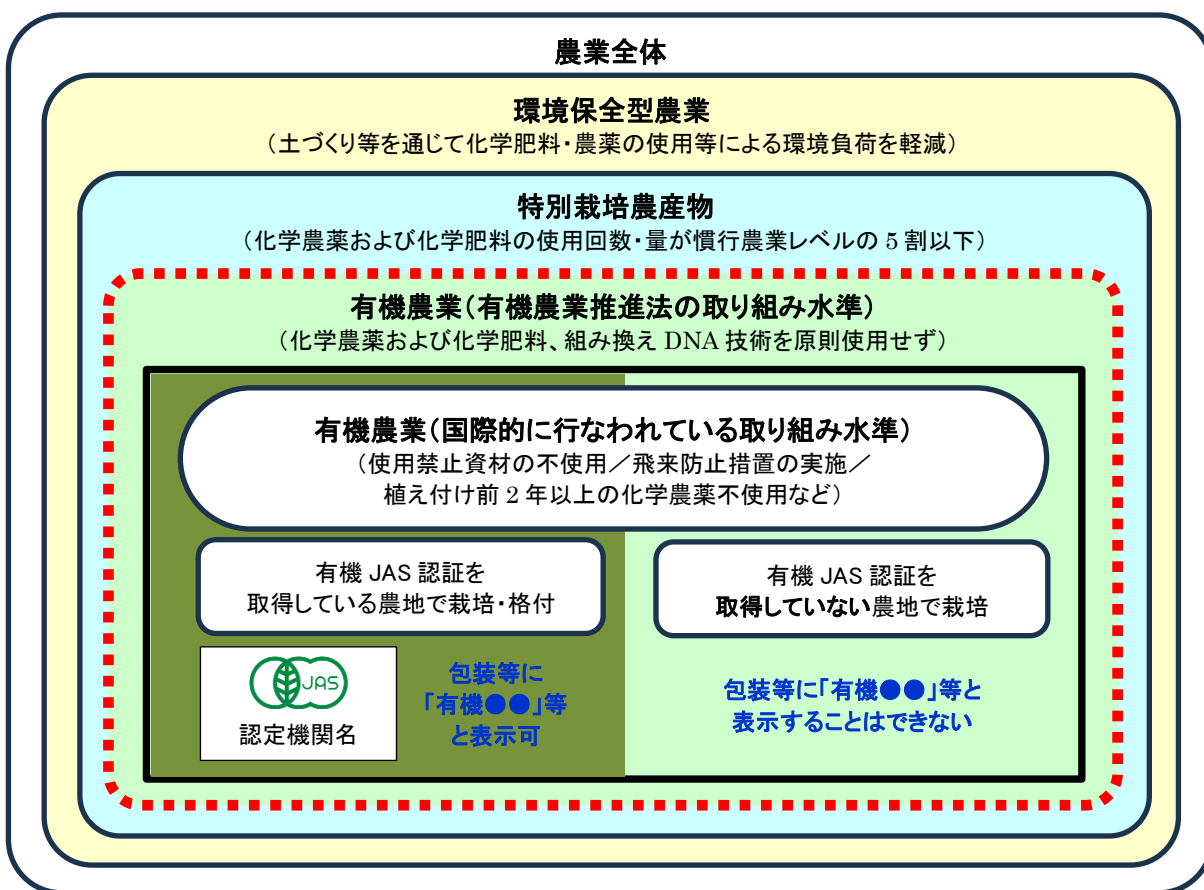 農業全体
環境保全型農業
（土づくり等を通じて化学肥料・農薬の使用等による環境負荷を軽減）
特別栽培農産物
（化学農薬および化学肥料の使用回数・量が慣行農業レベルの 5 割以下）
有機農業（有機農業推進法の取り組み水準）
（化学農薬および化学肥料、組み換え DNA 技術を原則使用せず）
有機農業（国際的に行なわれている取り組み水準）
（使用禁止資材の不使用／飛来防止措置の実施／
植え付け前 2 年以上の化学農薬不使用など）
有機 JAS 認証を
取得している農地で栽培・格付
有機 JAS 認証を
取得していない農地で栽培
JAS
認定機関名
包装等に
「有機●●」等
と表示可
包装等に「有機●●」等と
表示することはできない